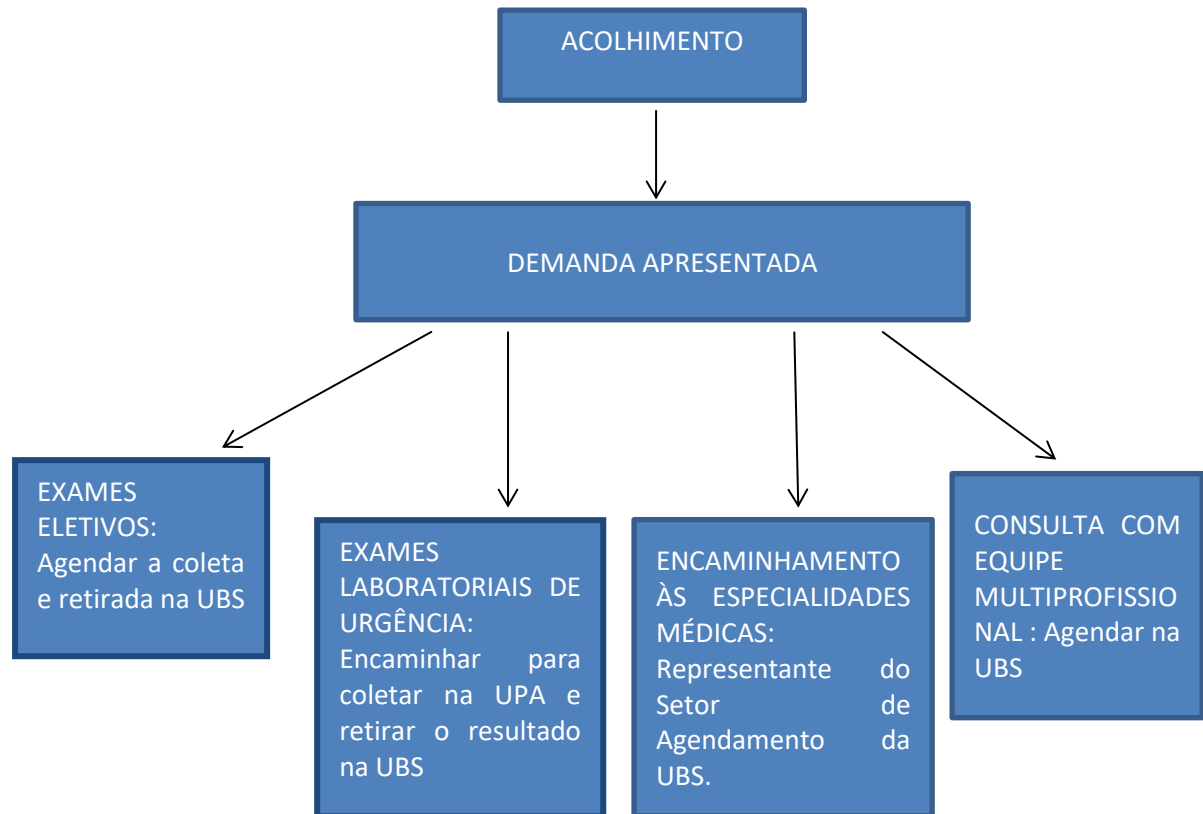 ACOLHIMENTO
DEMANDA APRESENTADA
EXAMES
ELETIVOS:
Agendar a coleta
e retirada na UBS
EXAMES
LABORATORIAIS DE
URGÊNCIA:
Encaminhar para
coletar na UPA e
retirar o resultado
na UBS
ENCAMINHAMENTO
ÀS ESPECIALIDADES
MÉDICAS:
Representante do
Setor de
Agendamento da
UBS.
CONSULTA COM
EQUIPE
MULTIPROFISSIO
NAL : Agendar na
UBS